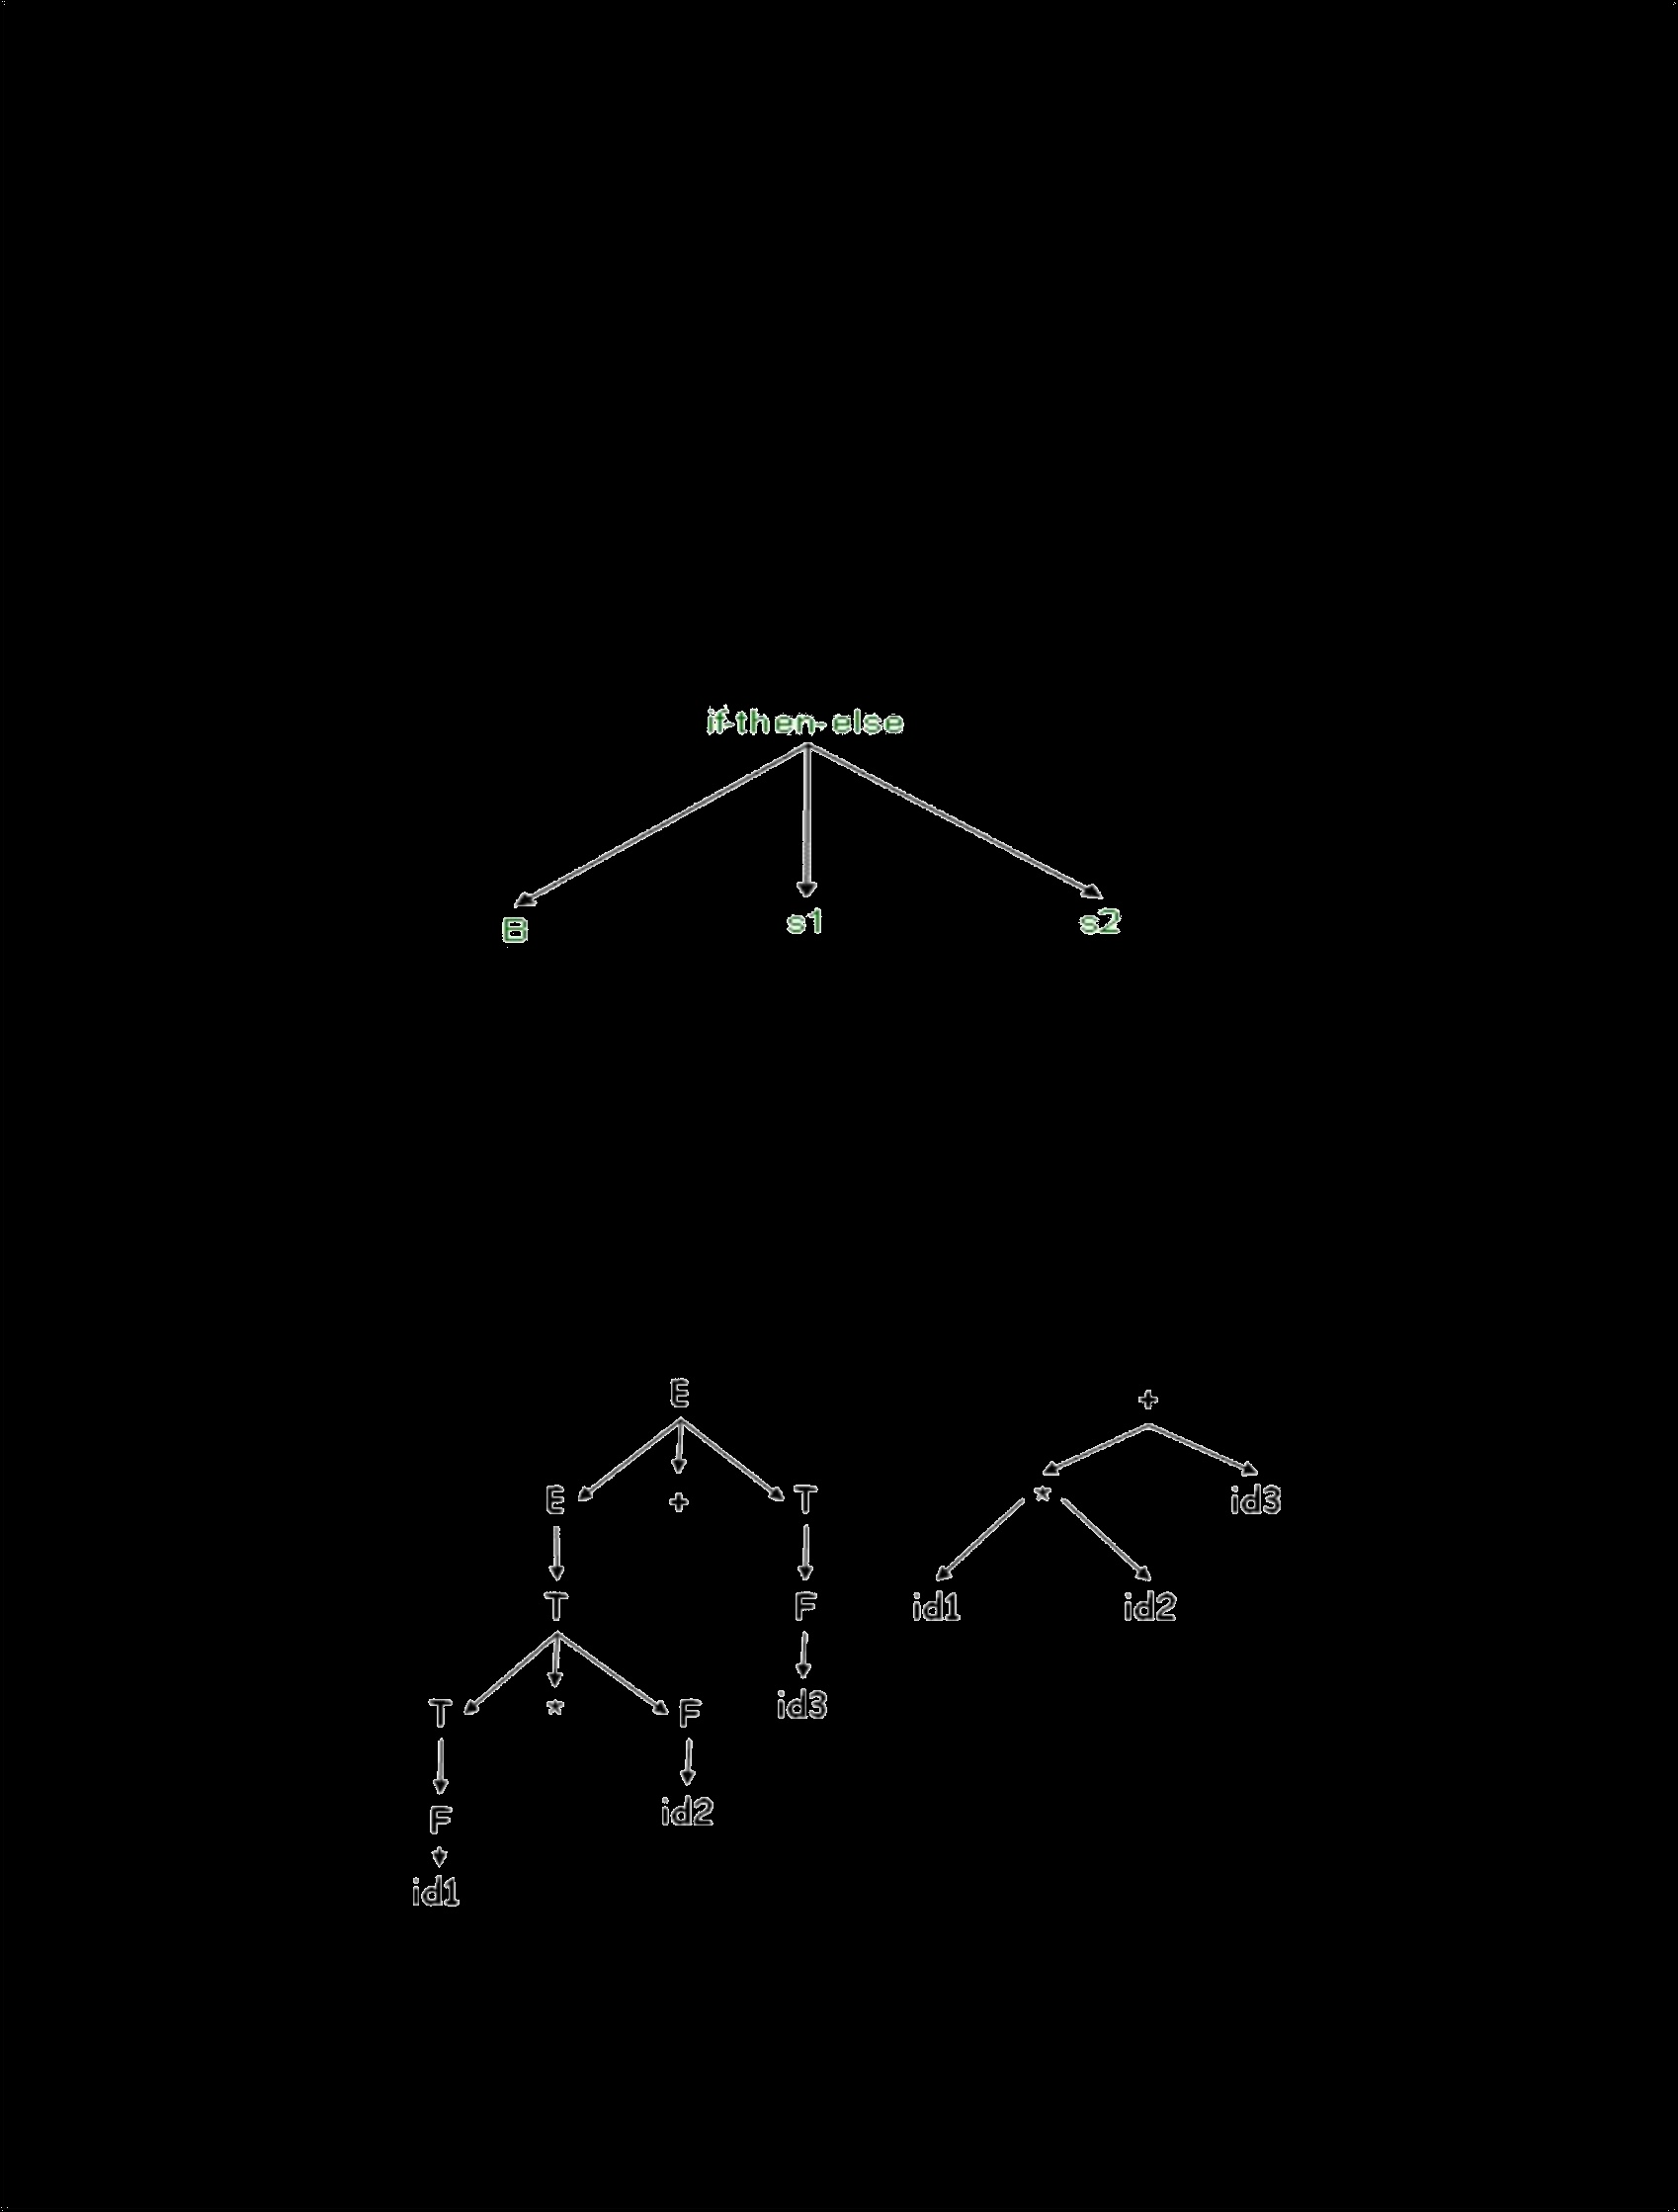 if-then-else
B s1 s2
E
E + T
T F
T * F id3
F id2
id1
+
* id3
id1 id2